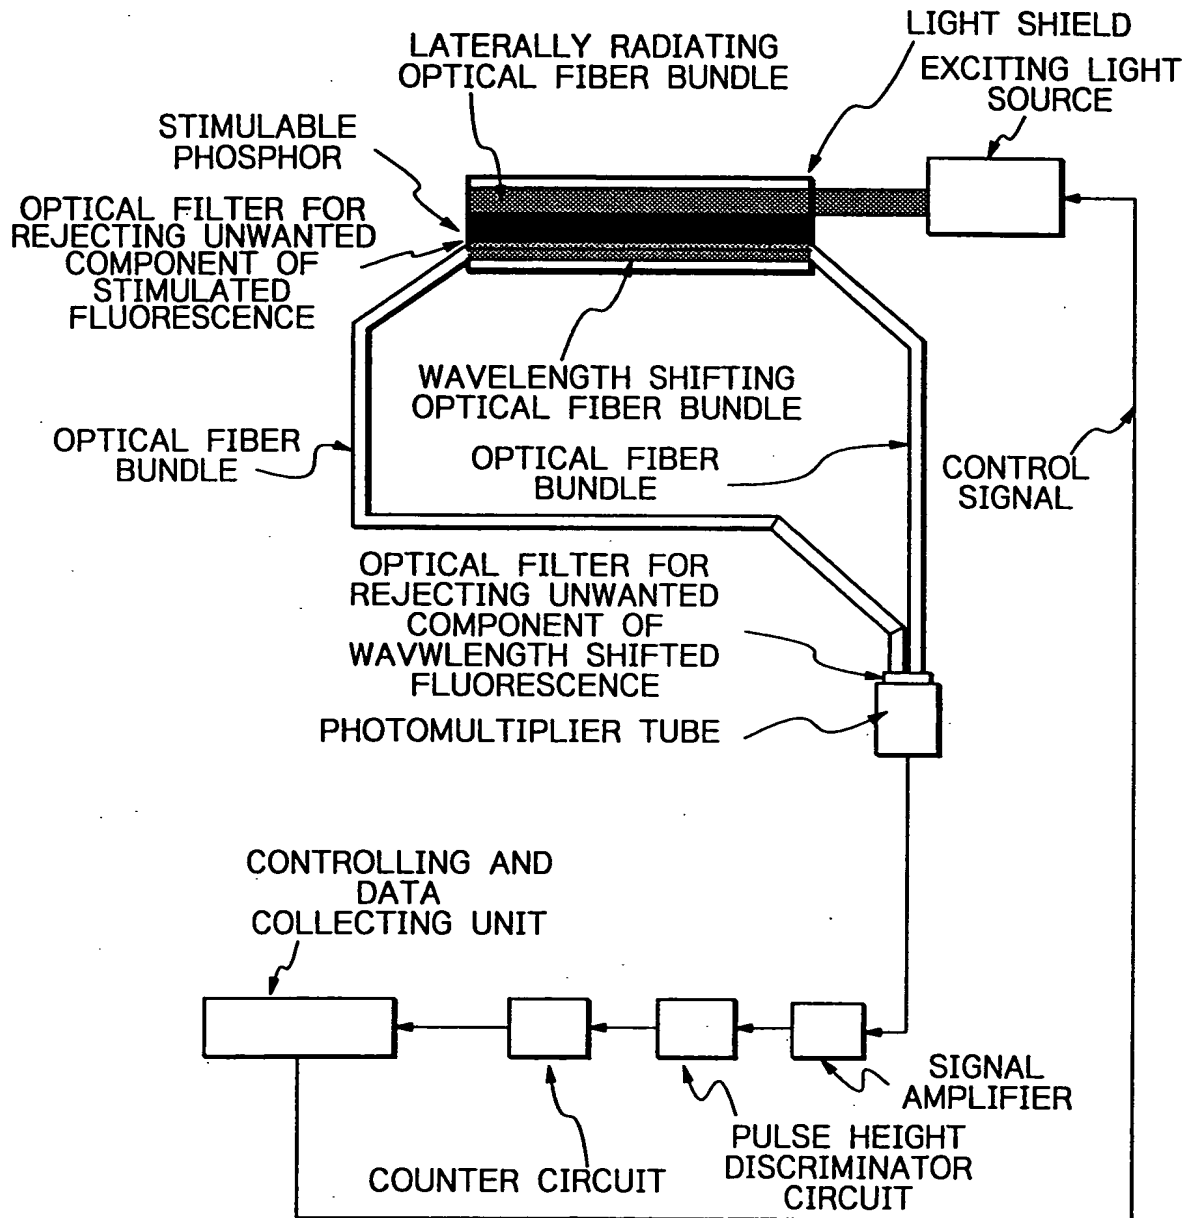 LATERALLY RADIATING
OPTICAL FIBER BUNDLE
LIGHT SHIELD
EXCITING LIGHT
SOURCE
STIMULABLE
PHOSPHOR
OPTICAL FILTER FOR
REJECTING UNWANTED
COMPONENT OF
STIMULATED
FLUORESCENCE
WAVELENGTH SHIFTING
OPTICAL FIBER BUNDLE
OPTICAL FIBER
BUNDLE
OPTICAL FIBER
BUNDLE
CONTROL
SIGNAL
OPTICAL FILTER FOR
REJECTING UNWANTED
COMPONENT OF
WAVWLENGTH SHIFTED
FLUORESCENCE
PHOTOMULTIPLIER TUBE
CONTROLLING AND
DATA
COLLECTING UNIT
SIGNAL
AMPLIFIER
PULSE HEIGHT
DISCRIMINATOR
CIRCUIT
COUNTER CIRCUIT